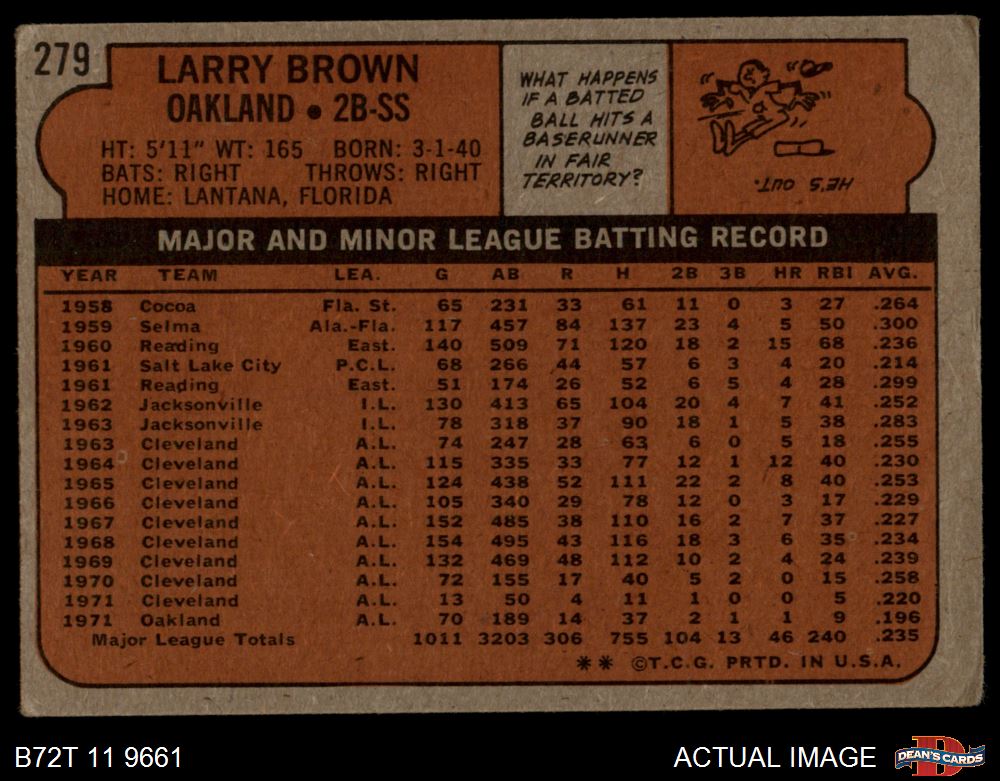 279
LARRY BROWN
OAKLAND • 2B-SS
HT: 5'11" WT: 165 BORN: 3-1-40
BATS: RIGHT THROWS: RIGHT
HOME: LANTANA, FLORIDA
WHAT HAPPENS
IF A BATTED
BALL HITS A
BASERUNNER
IN FAIR
TERRITORY?
HE'S OUT.
MAJOR AND MINOR LEAGUE BATTING RECORD
YEAR TEAM LEA. G AB R H 2B 3B HR RBI AVG.
1958 Cocoa Fla. St. 65 231 33 61 11 0 3 27 .264
1959 Selma Ala.-Fla. 117 457 84 137 23 4 5 50 .300
1960 Reading East. 140 509 71 120 18 2 15 68 .236
1961 Salt Lake City P.C.L. 68 266 44 57 6 3 4 20 .214
1961 Reading East. 51 174 26 52 6 5 4 28 .299
1962 Jacksonville I.L. 130 413 65 104 20 4 7 41 .252
1963 Jacksonville I.L. 78 318 37 90 18 1 5 38 .283
1963 Cleveland A.L. 74 247 28 63 6 0 5 18 .255
1964 Cleveland A.L. 115 335 33 77 12 1 12 40 .230
1965 Cleveland A.L. 124 438 52 111 22 2 8 40 .253
1966 Cleveland A.L. 105 340 29 78 12 0 3 17 .229
1967 Cleveland A.L. 152 485 38 110 16 2 7 37 .227
1968 Cleveland A.L. 154 495 43 116 18 3 6 35 .234
1969 Cleveland A.L. 132 469 48 112 10 2 4 24 .239
1970 Cleveland A.L. 72 155 17 40 5 2 0 15 .258
1971 Cleveland A.L. 13 50 4 11 1 0 0 5 .220
1971 Oakland A.L. 70 189 14 37 2 1 1 9 .196
Major League Totals 1011 3203 306 755 104 13 46 240 .235
** ©T.C.G. PRTD. IN U.S.A.
B72T 11 9661
ACTUAL IMAGE
D
DEAN'S CARDS